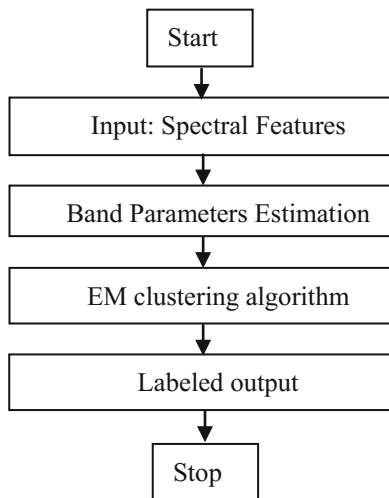 Start
Input: Spectral Features
Band Parameters Estimation
EM clustering algorithm
Labeled output
Stop